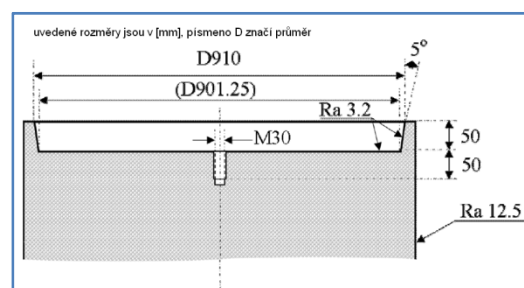 uvedené rozměry jsou v [mm], písmeno D značí průměr
D910
5º
(D901.25)
Ra 3.2
M30
50
50
Ra 12.5